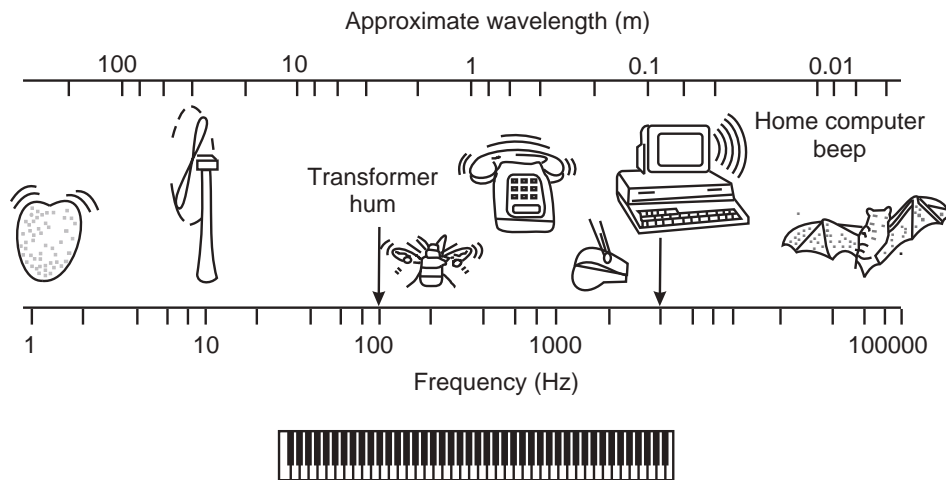 Approximate wavelength (m)
100 10 1 0.1 0.01
Home computer
beep
Transformer
hum
1 10 100 1000 100000
Frequency (Hz)